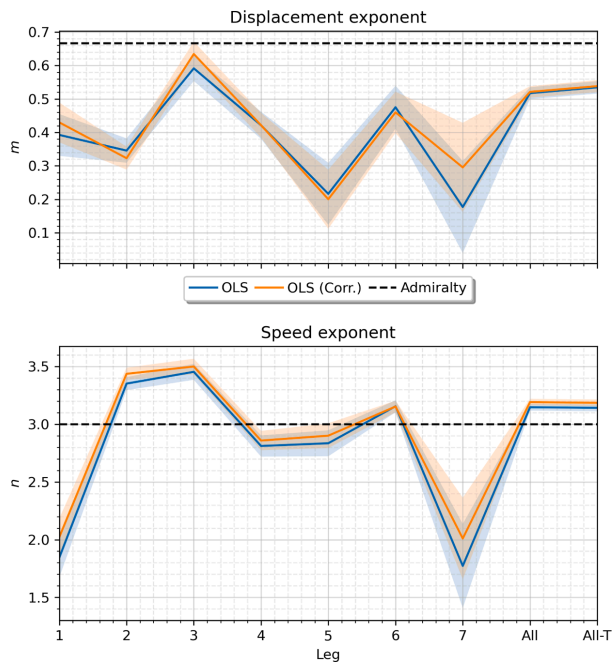 Displacement exponent
0.7
0.6
0.5
0.4
0.3
0.2
0.1
m
OLS OLS (Corr.) Admiralty
Speed exponent
3.5
3.0
2.5
2.0
1.5
n
1 2 3 4 5 6 7 All All-T
Leg